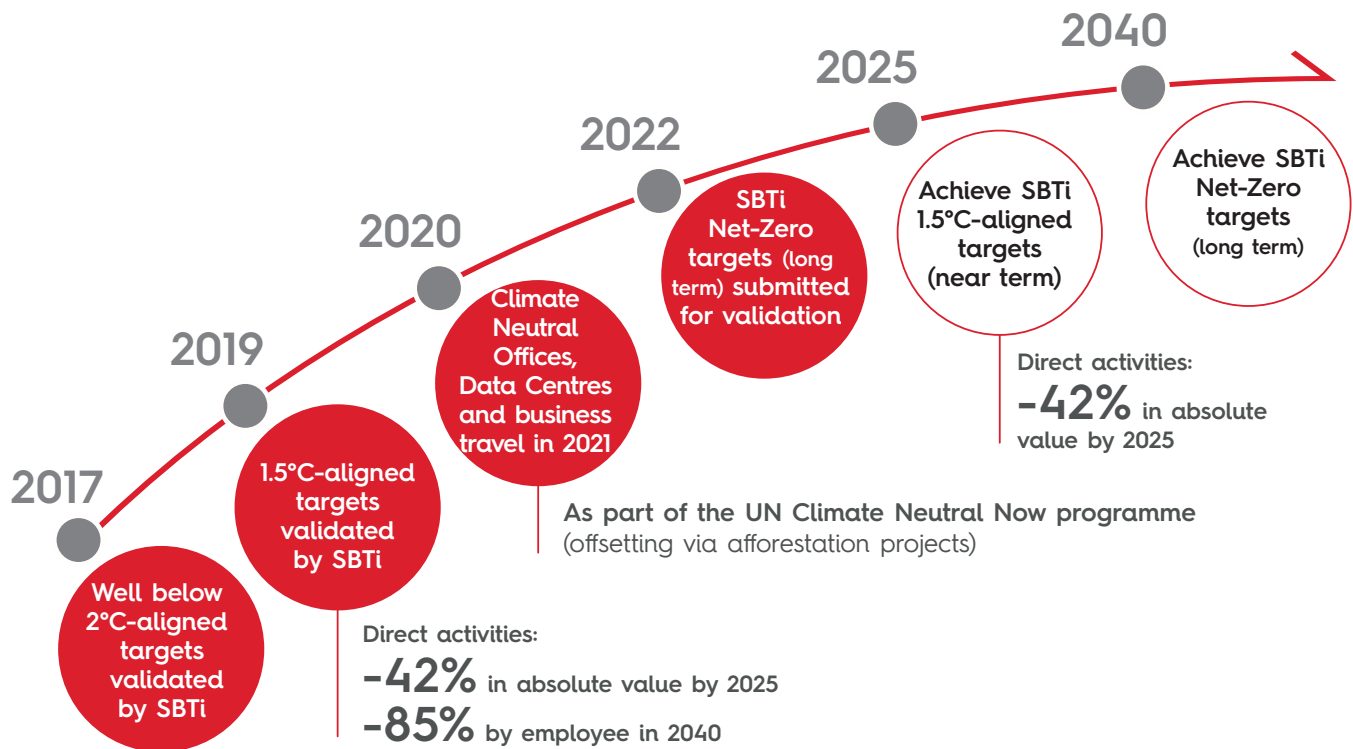 2017
Well below
2°C-aligned
targets
validated
by SBTi
2019
1.5°C-aligned
targets
validated
by SBTi
Direct activities:
-42% in absolute value by 2025
-85% by employee in 2040
2020
Climate
Neutral
Offices,
Data Centres
and business
travel in 2021
As part of the UN Climate Neutral Now programme
(offsetting via afforestation projects)
2022
SBTi
Net-Zero
targets (long
term) submitted
for validation
2025
Achieve SBTi
1.5°C-aligned
targets
(near term)
Direct activities:
-42% in absolute
value by 2025
2040
Achieve SBTi
Net-Zero
targets
(long term)